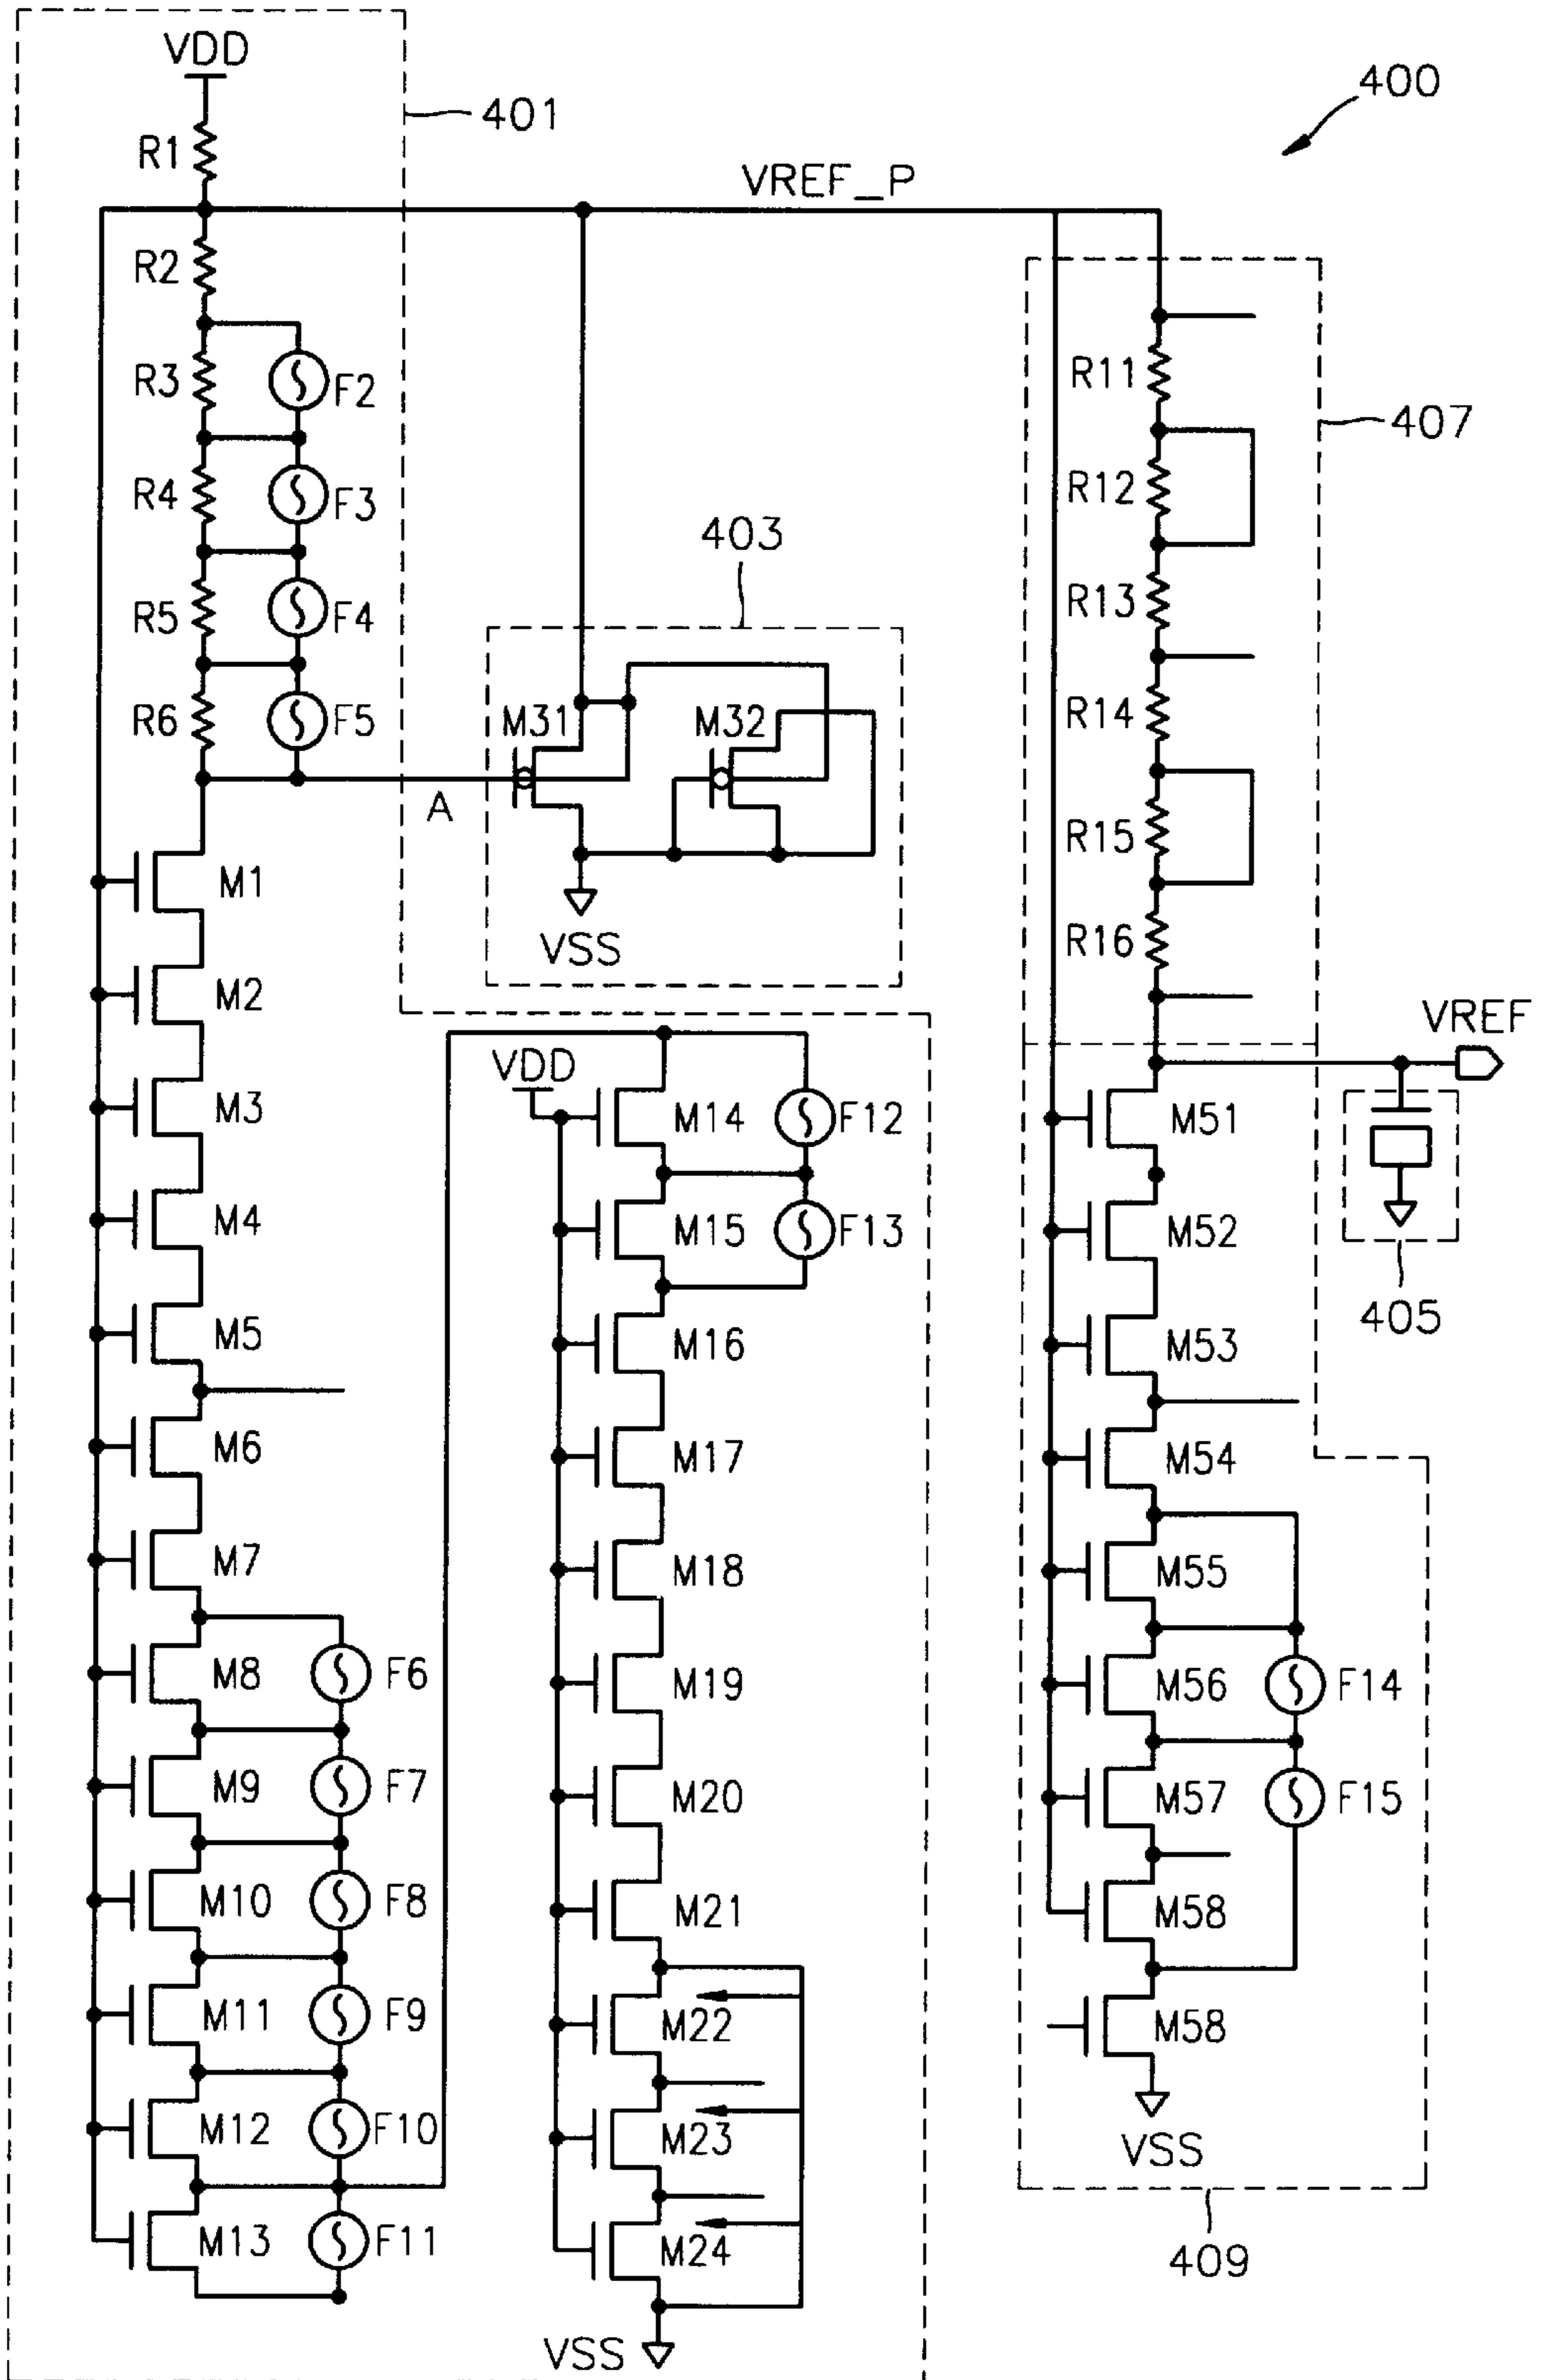 VDD
401
400
R1
VREF_P
R2
R3
F2
R11
407
R4
F3
R12
403
R5
F4
R13
R6
F5
M31
M32
R14
A
R15
M1
VSS
R16
M2
VREF
VDD
M3
M14
F12
M51
M4
M15
F13
M52
405
M5
M16
M53
M6
M17
M54
M7
M18
M55
M8
F6
M19
M56
F14
M9
F7
M20
M57
F15
M10
F8
M21
M58
M11
F9
M22
M58
M12
F10
M23
VSS
M13
F11
M24
409
VSS